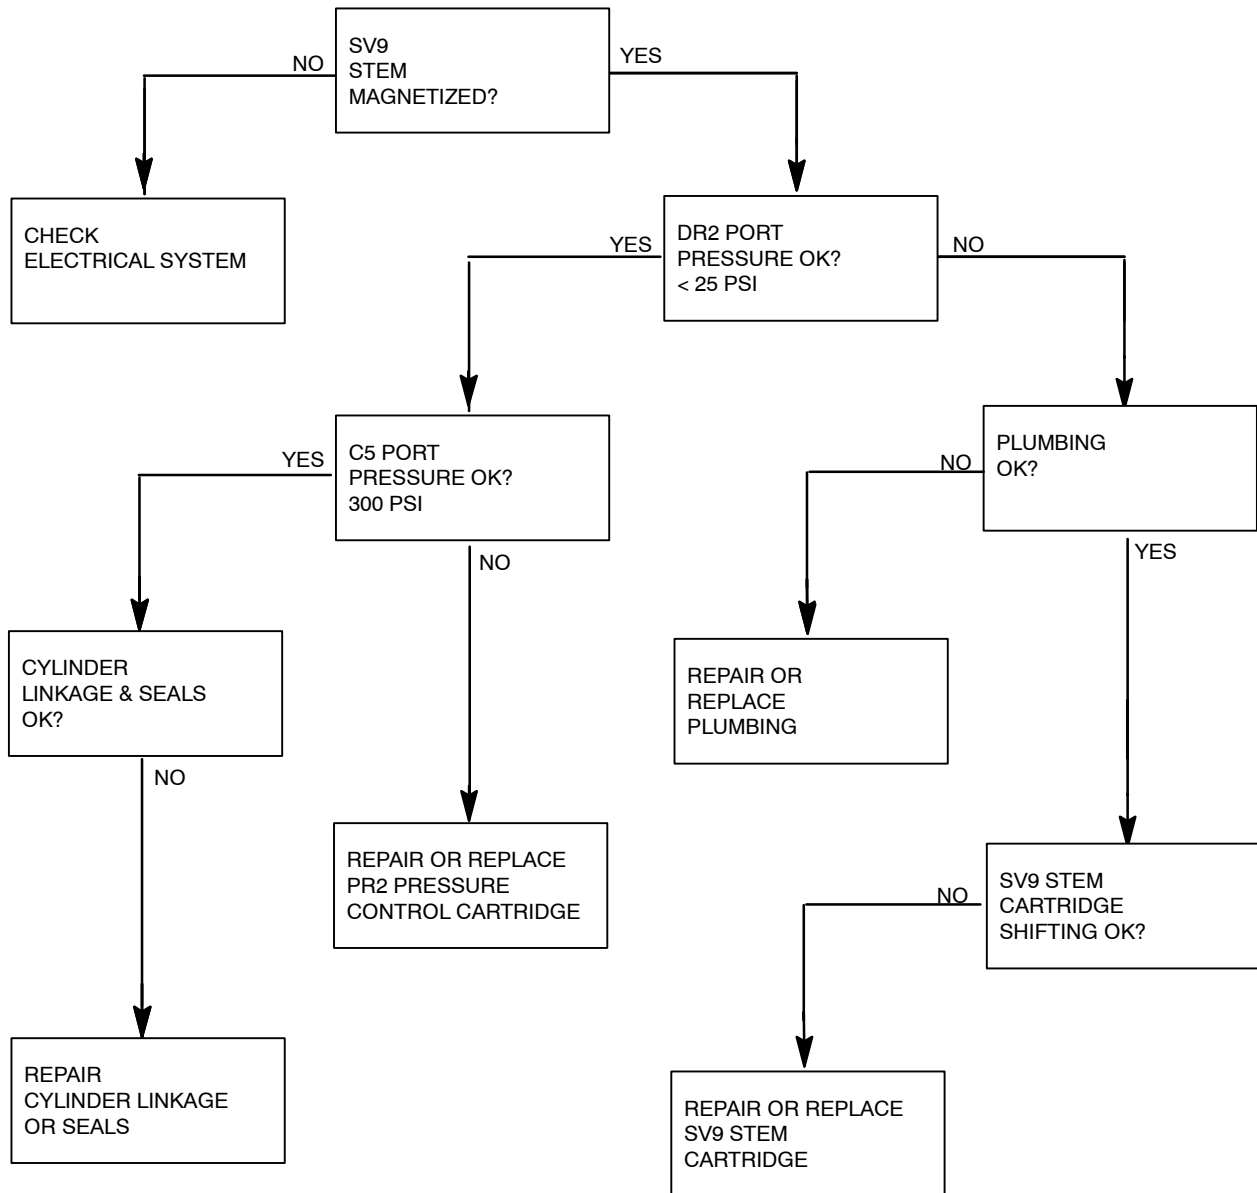 SV9
STEM
MAGNETIZED?
NO
YES
CHECK
ELECTRICAL SYSTEM
DR2 PORT
PRESSURE OK?
< 25 PSI
YES
NO
C5 PORT
PRESSURE OK?
300 PSI
YES
NO
PLUMBING
OK?
NO
YES
CYLINDER
LINKAGE & SEALS
OK?
NO
REPAIR OR
REPLACE
PLUMBING
REPAIR OR REPLACE
PR2 PRESSURE
CONTROL CARTRIDGE
SV9 STEM
CARTRIDGE
SHIFTING OK?
NO
REPAIR
CYLINDER LINKAGE
OR SEALS
REPAIR OR REPLACE
SV9 STEM
CARTRIDGE